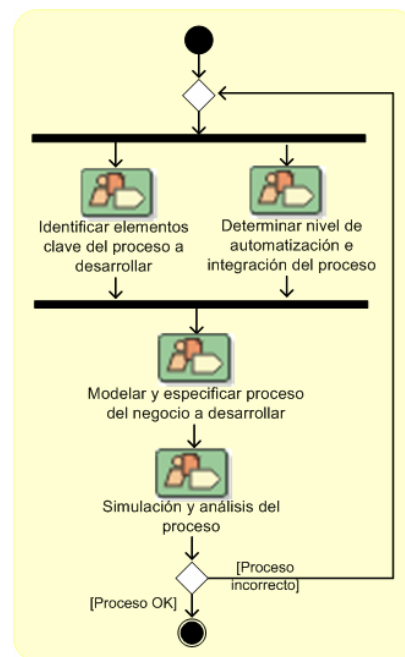 Identificar elementos
clave del proceso a
desarrollar
Determinar nivel de
automatización e
integración del proceso
Modelar y especificar proceso
del negocio a desarrollar
Simulación y análisis del
proceso
[Proceso
incorrecto]
[Proceso OK]